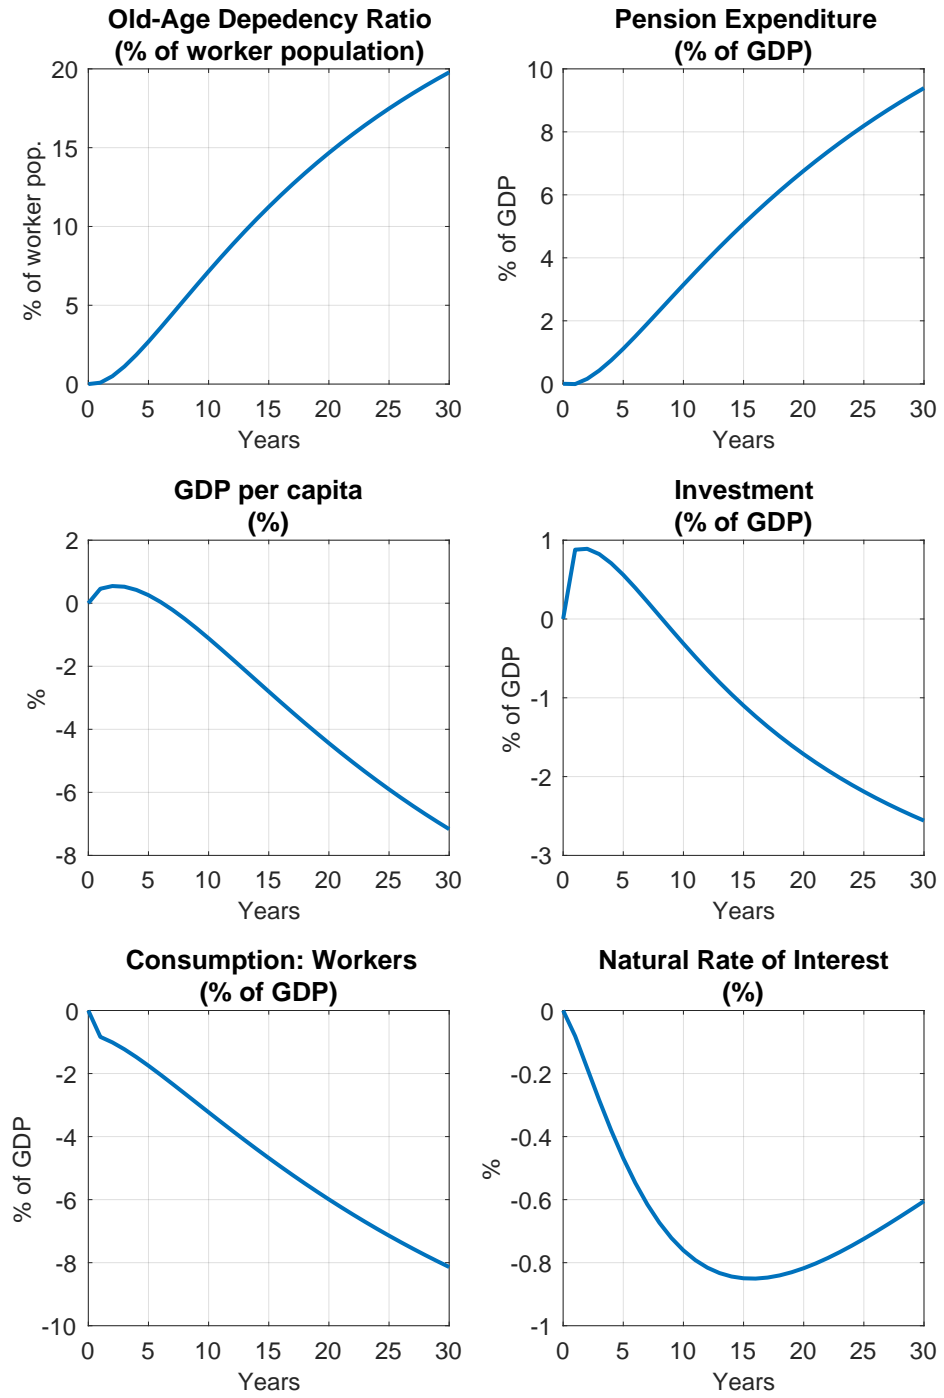 Old-Age Depedency Ratio
(% of worker population)
% of worker pop.
20
15
10
5
0
0 5 10 15 20 25 30
Years
Pension Expenditure
(% of GDP)
% of GDP
10
8
6
4
2
0
0 5 10 15 20 25 30
Years
GDP per capita
(%)
%
2
0
-2
-4
-6
-8
0 5 10 15 20 25 30
Years
Investment
(% of GDP)
% of GDP
1
0
-1
-2
-3
0 5 10 15 20 25 30
Years
Consumption: Workers
(% of GDP)
% of GDP
0
-2
-4
-6
-8
-10
0 5 10 15 20 25 30
Years
Natural Rate of Interest
(%)
%
0
-0.2
-0.4
-0.6
-0.8
-1
0 5 10 15 20 25 30
Years